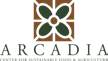 ARCADIA
CENTER FOR SUSTAINABLE FOOD & AGRICULTURE